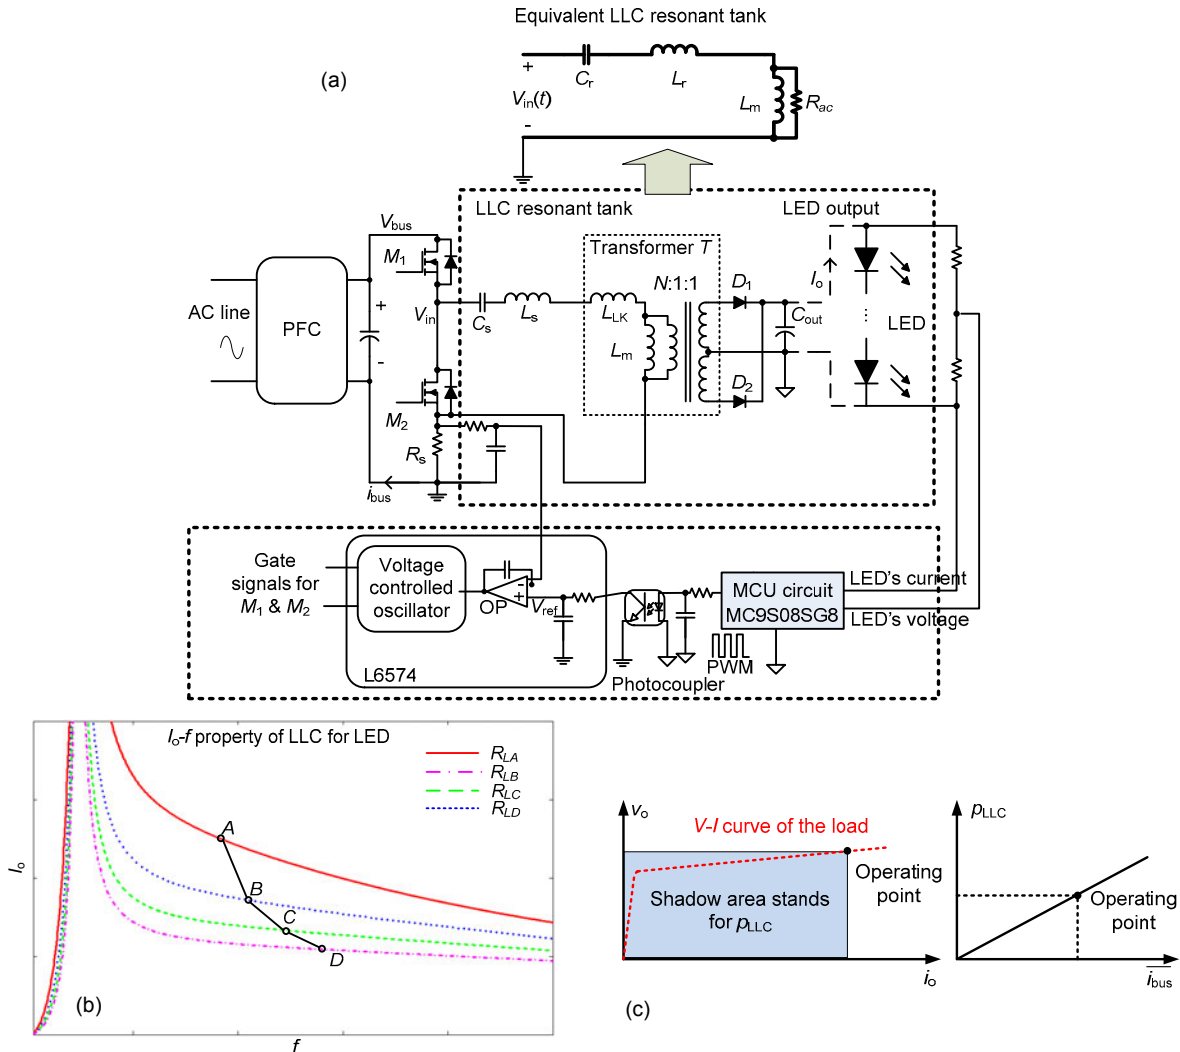 Equivalent LLC resonant tank
(a)
+
Cr
Lr
Vin(t)
Lm
Rac
-
LLC resonant tank
LED output
Vbus
M1
Transformer T
N:1:1
D1
Io
AC line
PFC
+
-
Vin
Cs
Ls
LLK
Lm
Cout
LED
D2
M2
Rs
ibus
Gate signals for M1 & M2
Voltage controlled oscillator
OP
-
+
Vref
L6574
Photocoupler
PWM
MCU circuit
MC9S08SG8
LED's current
LED's voltage
Io-f property of LLC for LED
RLA
RLB
RLC
RLD
A
B
C
D
Io
f
(b)
vo
V-I curve of the load
Operating point
Shadow area stands for pLLC
io
(c)
pLLC
Operating point
ibus